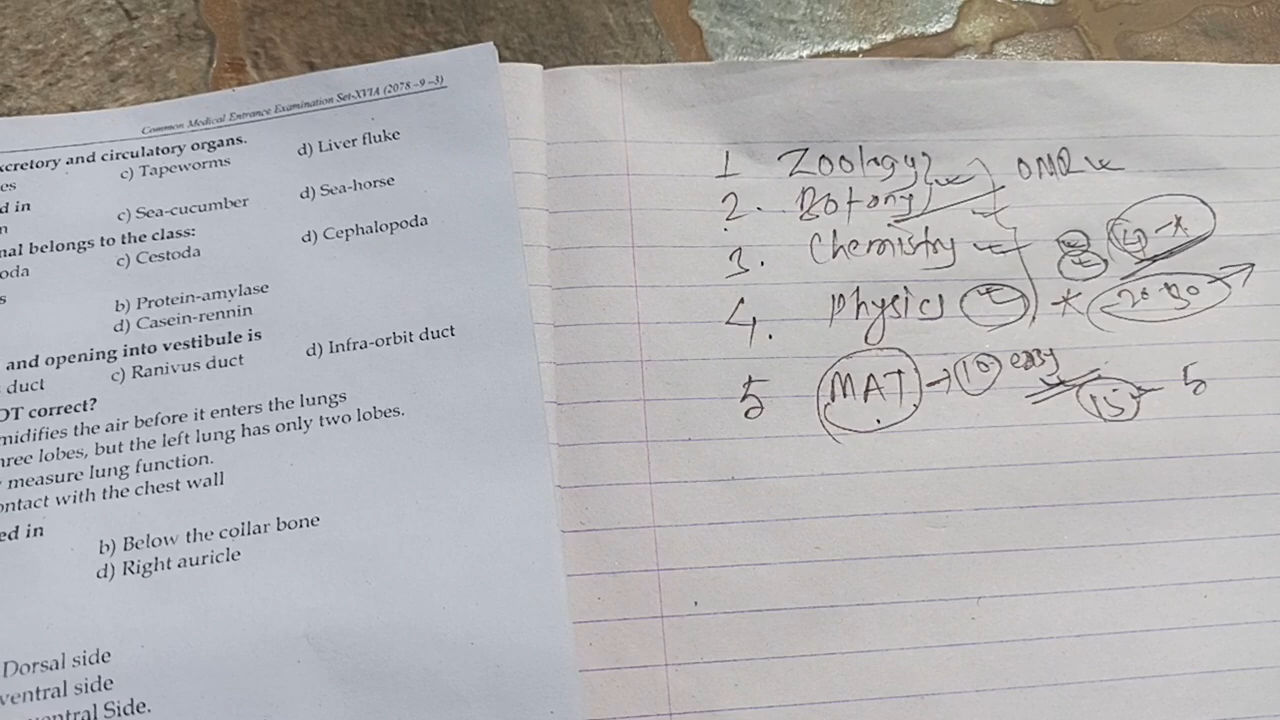 Common Medical Entrance Examination Set-XVIA (2078-9-3)
xcretory and circulatory organs.
es c) Tapeworms d) Liver fluke
d in
n c) Sea-cucumber d) Sea-horse
nal belongs to the class:
oda c) Cestoda d) Cephalopoda
s b) Protein-amylase
d) Casein-rennin
and opening into vestibule is
duct c) Ranivus duct d) Infra-orbit duct
OT correct?
midifies the air before it enters the lungs
hree lobes, but the left lung has only two lobes.
measure lung function.
ontact with the chest wall
ed in
b) Below the collar bone
d) Right auricle
Dorsal side
ventral side
ventral Side.
1 Zoology OMR
2. Botany
3. Chemistry
4. Physics
5 MAT → 10 easy 15 5